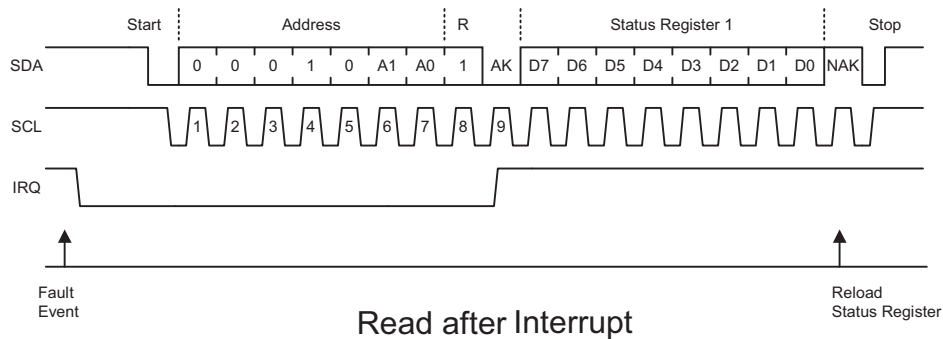 Start Address R Status Register 1 Stop
SDA 0 0 0 1 0 A1 A0 1 AK D7 D6 D5 D4 D3 D2 D1 D0 NAK
SCL 1 2 3 4 5 6 7 8 9
IRQ
Fault
Event
Reload
Status Register
Read after Interrupt